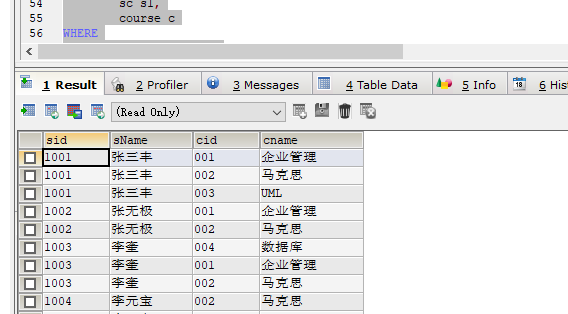 54 sc s1,
55 course c
56 WHERE
1 Result 2 Profiler 3 Messages 4 Table Data 5 Info 6 His
(Read Only)
sid sName cid cname
1001 张三丰 001 企业管理
1001 张三丰 002 马克思
1001 张三丰 003 UML
1002 张无极 001 企业管理
1002 张无极 002 马克思
1003 李奎 004 数据库
1003 李奎 001 企业管理
1003 李奎 002 马克思
1004 李元宝 002 马克思